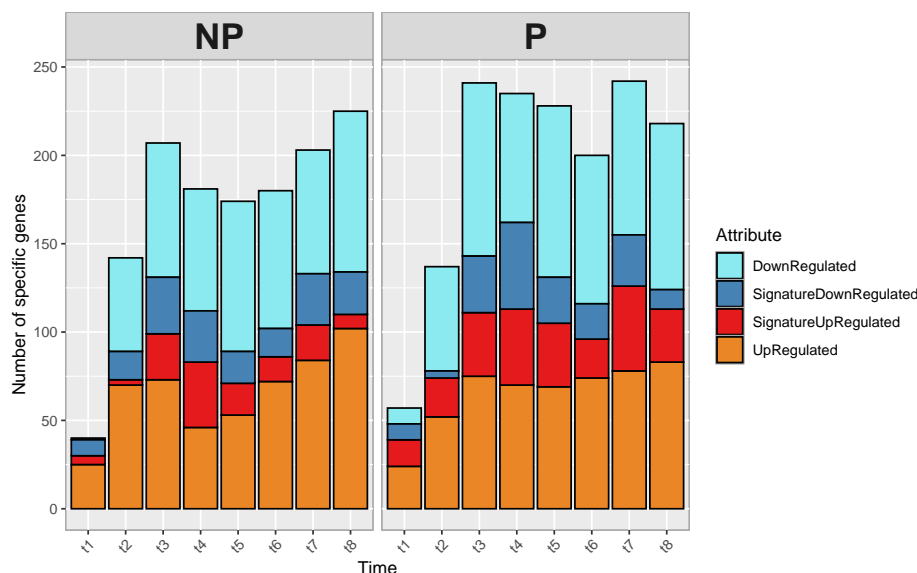 NP
P
Number of specific genes
250
200
150
100
50
0
t1
t2
t3
t4
t5
t6
t7
t8
t1
t2
t3
t4
t5
t6
t7
t8
Time
Attribute
DownRegulated
SignatureDownRegulated
SignatureUpRegulated
UpRegulated